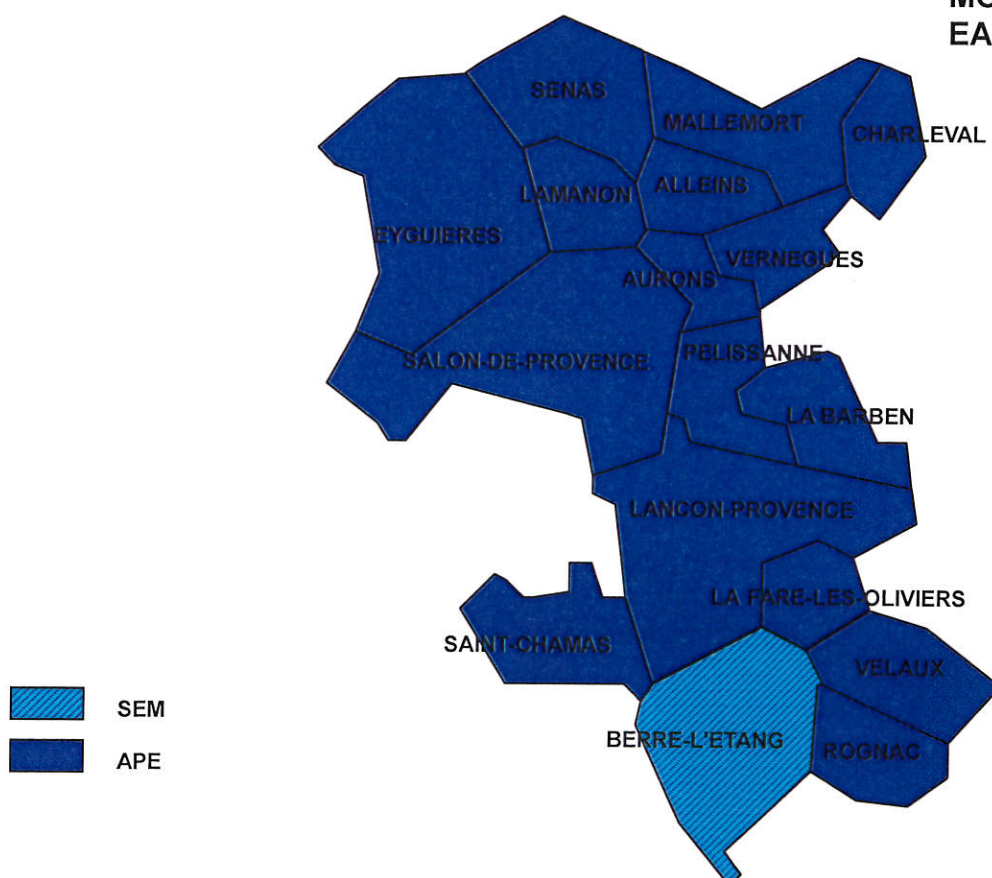 MO
EA
SENAS
MALLEMORT
CHARLEVAL
LAMANON
ALLEINS
EYGUIERES
VERNEGUES
AURONS
SALON-DE-PROVENCE
PELISSANNE
LA BARBEN
LANCON-PROVENCE
LA FARE-LES-OLIVIERS
SAINT-CHAMAS
VELAUX
SEM
BERRE-L'ETANG
ROGNAC
APE